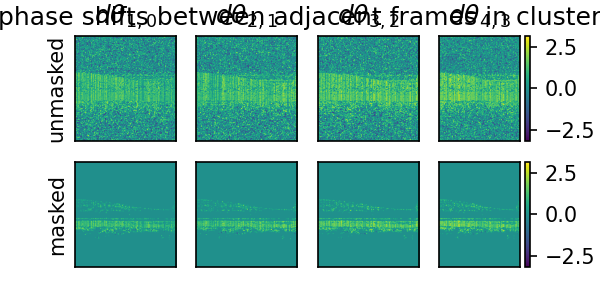 phase shifts between adjacent frames in cluster
dθ1,0 dθ2,1 dθ3,2 dθ4,3
unmasked
2.5
0.0
−2.5
masked
2.5
0.0
−2.5